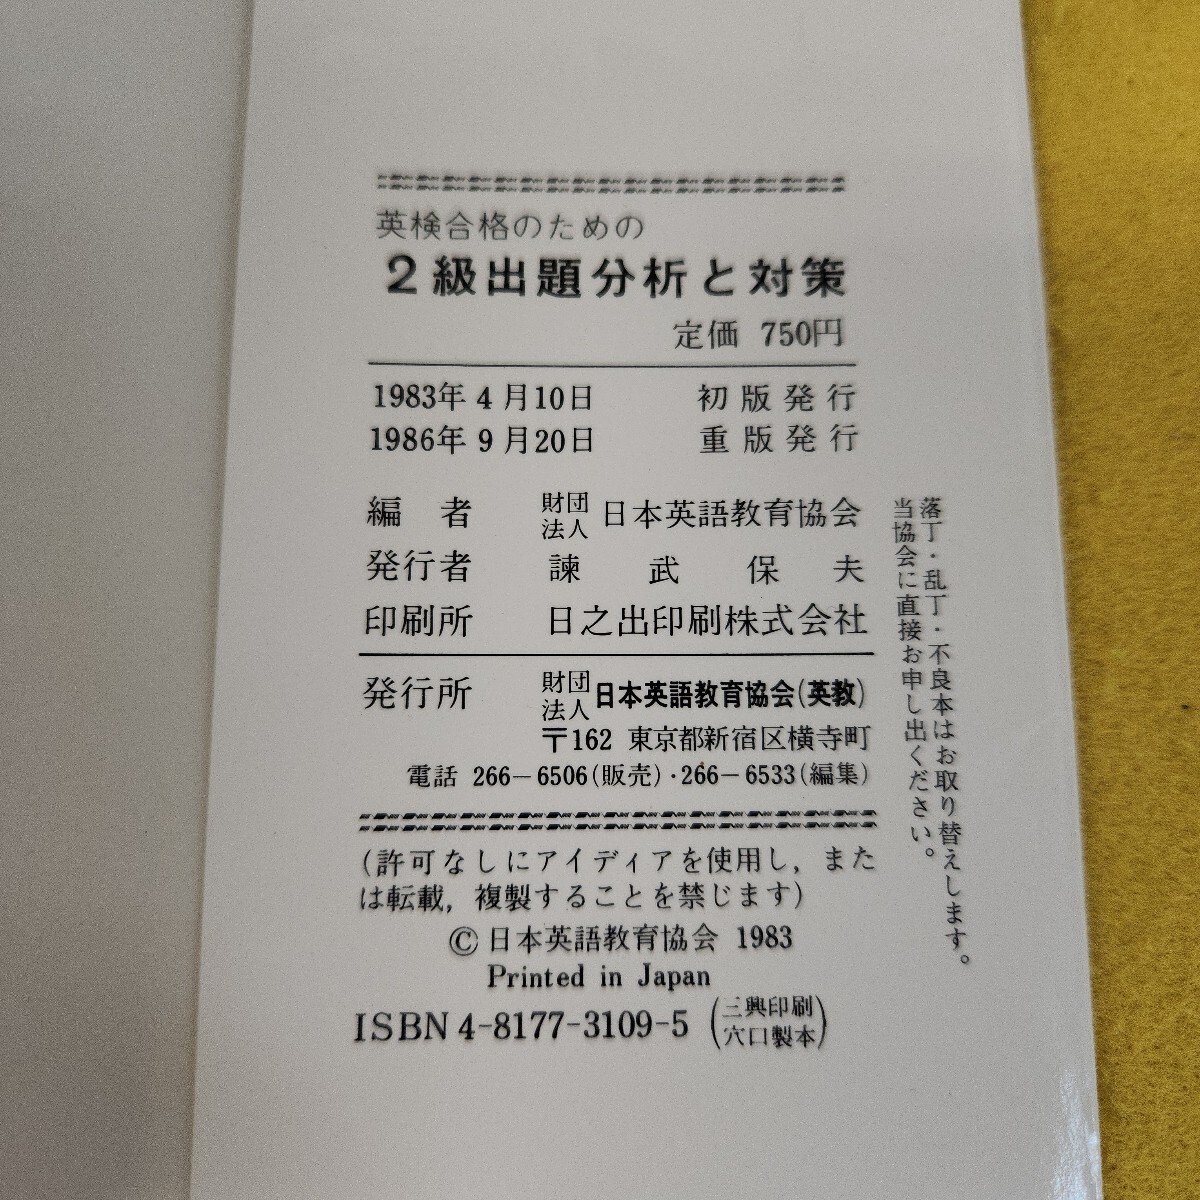 英検合格のための
2級出題分析と対策
定価 750円
1983年4月10日 初版発行
1986年9月20日 重版発行
編者 財団法人 日本英語教育協会
発行者 諫武保夫
印刷所 日之出印刷株式会社
発行所 財団法人 日本英語教育協会(英教)
〒162 東京都新宿区横寺町
電話 266-6506(販売)・266-6533(編集)
(許可なしにアイディアを使用し,また
は転載,複製することを禁じます)
©日本英語教育協会 1983
Printed in Japan
ISBN4-8177-3109-5 (三興印刷 穴口製本)
落丁・乱丁・不良本はお取り替えします。
当協会に直接お申し出ください。